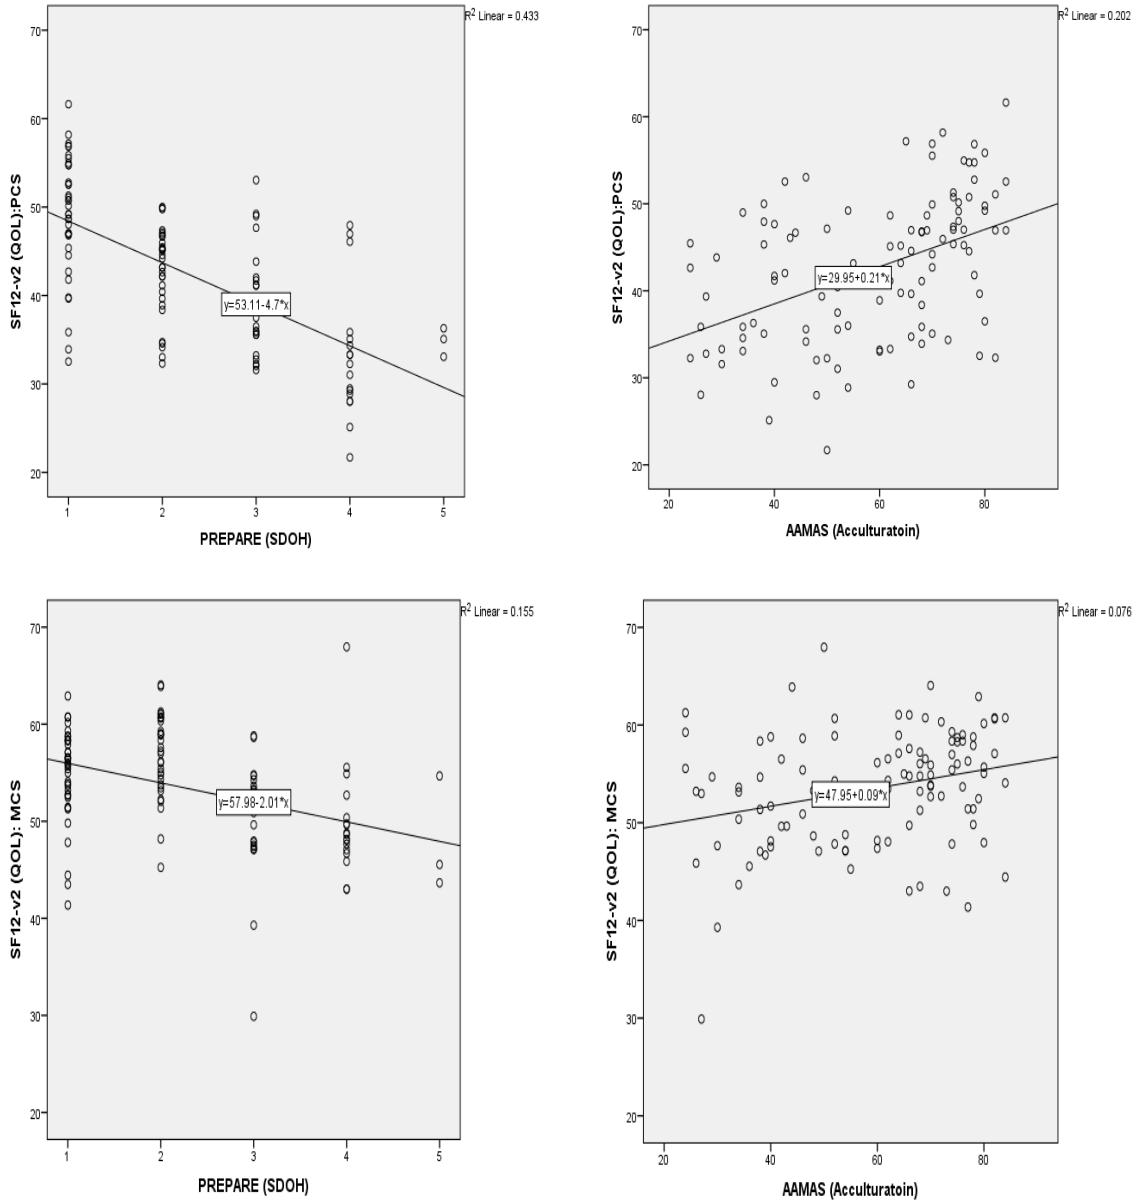 R² Linear = 0.433
70
60
50
40
30
20
SF12-v2 (QOL):PCS
y=53.11-4.7*x
1 2 3 4 5
PREPARE (SDOH)
R² Linear = 0.202
70
60
50
40
30
20
SF12-v2 (QOL):PCS
y=29.95+0.21*x
20 40 60 80
AAMAS (Acculturatoin)
R² Linear = 0.155
70
60
50
40
30
20
SF12-v2 (QOL): MCS
y=57.98-2.01*x
1 2 3 4 5
PREPARE (SDOH)
R² Linear = 0.076
70
60
50
40
30
20
SF12-v2 (QOL): MCS
y=47.95+0.09*x
20 40 60 80
AAMAS (Acculturatoin)